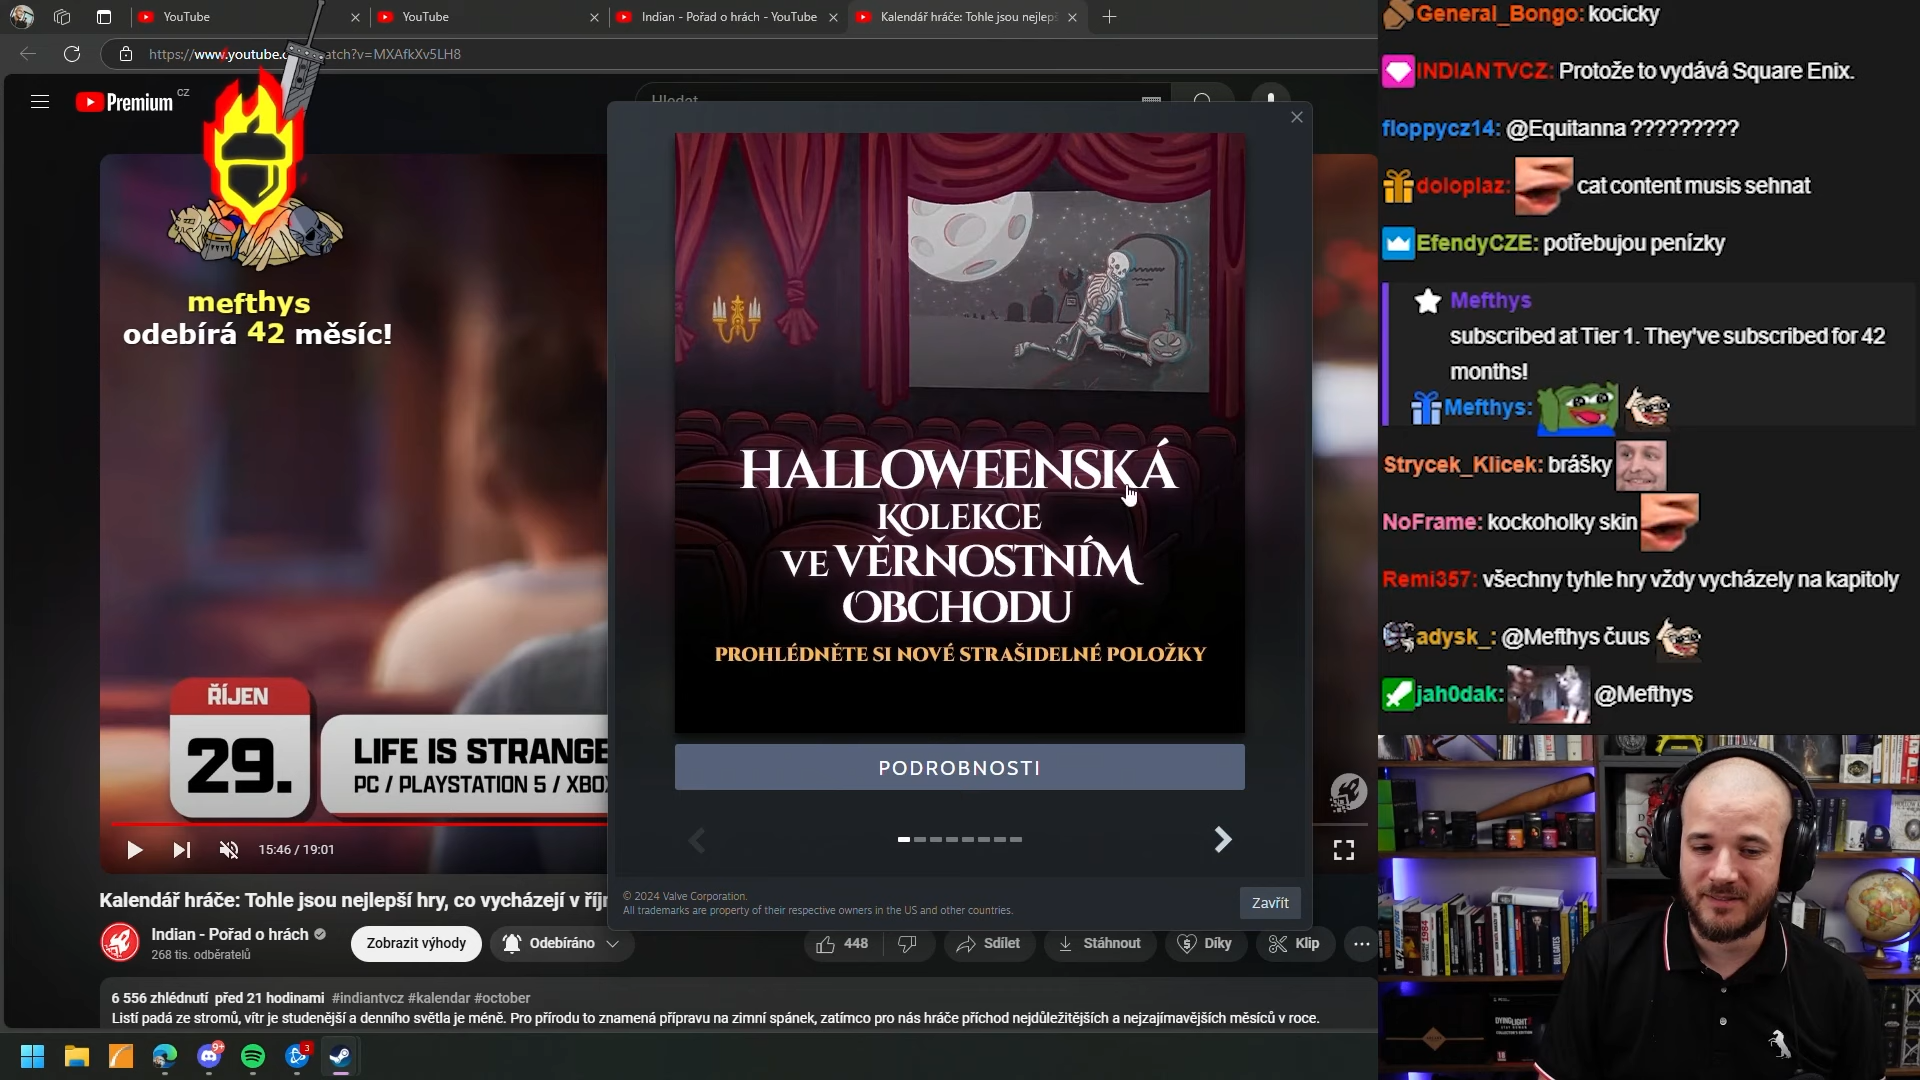 YouTube
YouTube
Indian - Pořad o hrách - YouTube
Kalendář hráče: Tohle jsou nejlepš
Premium CZ
mefthys
odebírá 42 měsíc!
ŘÍJEN
29.
LIFE IS STRANGE
PC / PLAYSTATION 5 / XBO
15:46 / 19:01
Kalendář hráče: Tohle jsou nejlepší hry, co vycházejí v říj
Indian - Pořad o hrách
268 tis. odběratelů
Zobrazit výhody
Odebíráno
448
Sdílet
Stáhnout
Díky
Klip
6 556 zhlédnutí před 21 hodinami #indiantvcz #kalendar #october
Listí padá ze stromů, vítr je studenější a denního světla je méně. Pro přírodu to znamená přípravu na zimní spánek, zatímco pro nás hráče příchod nejdůležitějších a nejzajímavějších měsíců v roce.
HALLOWEENSKÁ
KOLEKCE
VE VĚRNOSTNÍM
OBCHODU
PROHLÉDNĚTE SI NOVÉ STRAŠIDELNÉ POLOŽKY
PODROBNOSTI
© 2024 Valve Corporation.
All trademarks are property of their respective owners in the US and other countries.
Zavřít
9+
3
General_Bongo: kocicky
INDIANTVCZ: Protože to vydává Square Enix.
floppycz14: @Equitanna ?????????
doloplaz: cat content musis sehnat
EfendyCZE: potřebujou penízky
Mefthys
subscribed at Tier 1. They've subscribed for 42
months!
Mefthys:
Strycek_Klicek: brášky
NoFrame: kockoholky skin
Remi357: všechny tyhle hry vždy vycházely na kapitoly
adysk_: @Mefthys čuus
jah0dak: @Mefthys